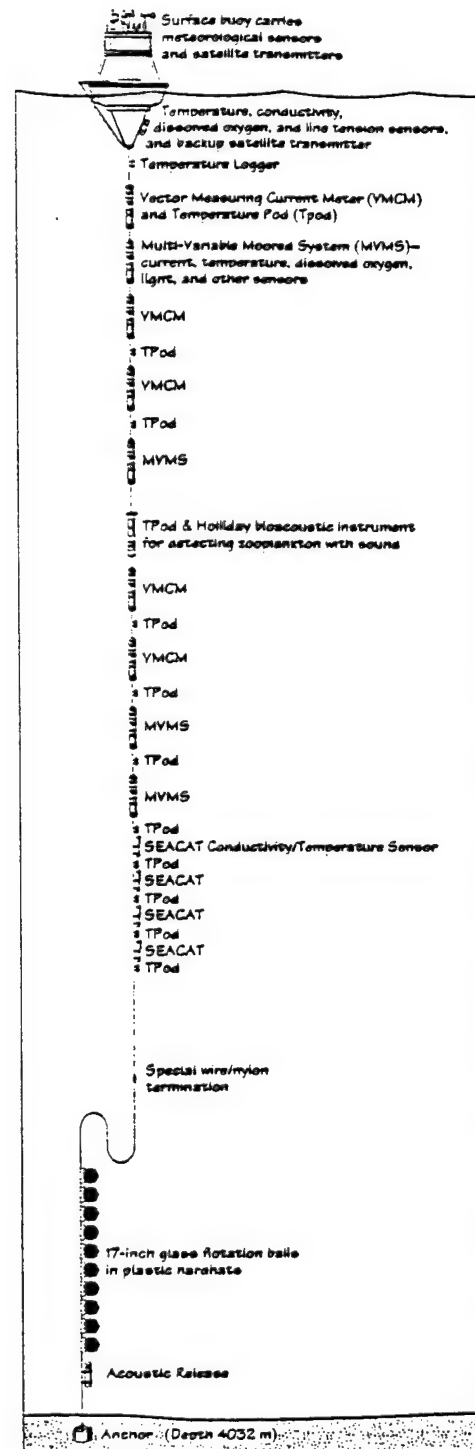 Surface buoy carries
meteorological sensors
and satellite transmitters
Temperature, conductivity,
dissolved oxygen, and line tension sensors,
and backup satellite transmitter
Temperature Logger
Vector Measuring Current Meter (VMCM)
and Temperature Pod (Tpod)
Multi-Variable Moored System (MVMS)—
current, temperature, dissolved oxygen,
light, and other sensors
VMCM
TPod
VMCM
TPod
MVMS
TPod & Holliday bioacoustic instrument
for detecting zooplankton with sound
VMCM
TPod
VMCM
TPod
MVMS
TPod
MVMS
TPod
SEACAT Conductivity/Temperature Sensor
TPod
SEACAT
TPod
SEACAT
TPod
SEACAT
TPod
Special wire/nylon
termination
17-inch glass flotation balls
in plastic hardhats
Acoustic Release
Anchor (Depth 4032 m)